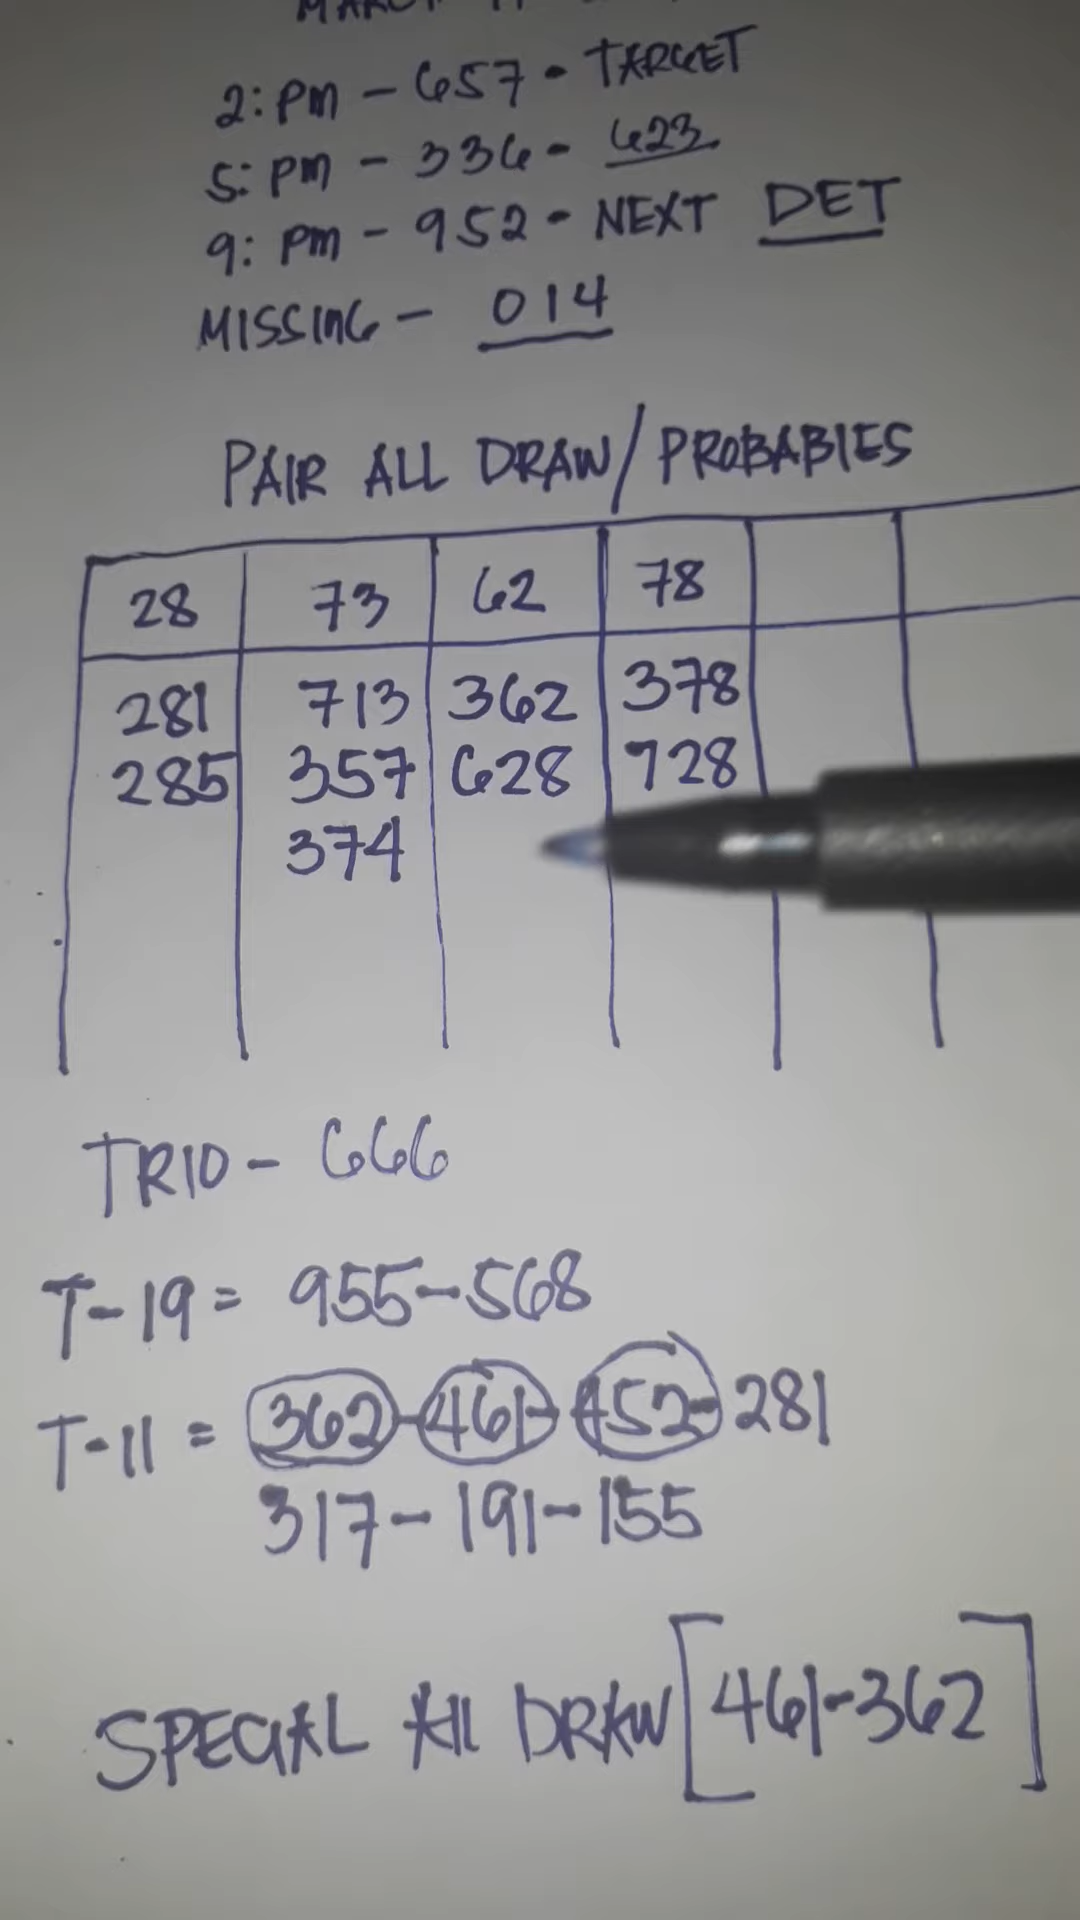 2:PM - 657 - TARGET
5:PM - 336 - 623
9:PM - 952 - NEXT DET
MISSING - 014
PAIR ALL DRAW/PROBABIES
28 73 62 78
281 713 362 378
285 357 628 728
374
TRIO - 666
T-19 = 955-568
T-11 = 362-461-452-281
317-191-155
SPECIAL All DRAW [461-362]